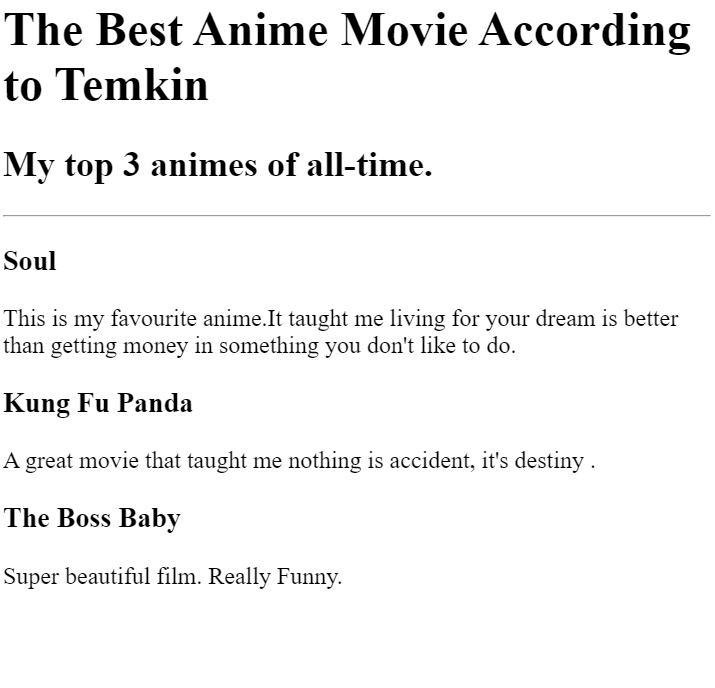 The Best Anime Movie According
to Temkin
My top 3 animes of all-time.
Soul
This is my favourite anime.It taught me living for your dream is better
than getting money in something you don't like to do.
Kung Fu Panda
A great movie that taught me nothing is accident, it's destiny .
The Boss Baby
Super beautiful film. Really Funny.